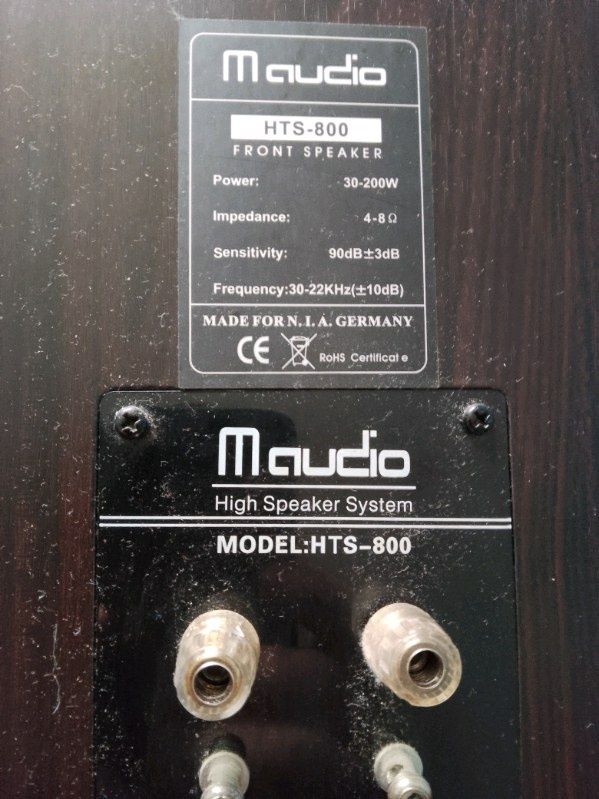 M audio
HTS-800
FRONT SPEAKER
Power: 30-200W
Impedance: 4-8Ω
Sensitivity: 90dB±3dB
Frequency:30-22KHz(±10dB)
MADE FOR N. I. A. GERMANY
CE RoHS Certificate
M audio
High Speaker System
MODEL:HTS-800